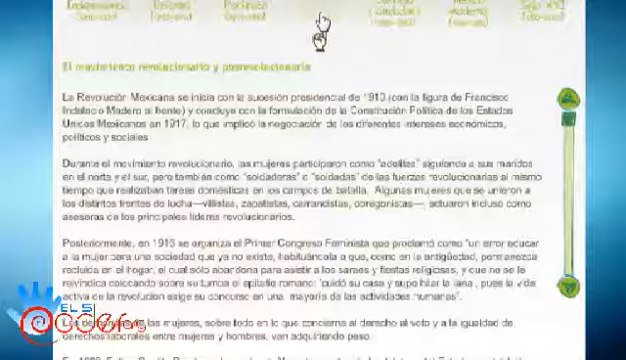 Independencia
Porfiriato
El movimiento revolucionario y posrevolucionario
La Revolución Mexicana se inicia con la sucesión presidencial de 1910 (con la figura de Francisco
Indalecio Madero al frente) y concluye con la formulación de la Constitución Política de los Estados
Unidos Mexicanos en 1917, lo que implicó la negociación de los diferentes intereses económicos,
políticos y sociales
Durante el movimiento revolucionario, las mujeres participaron como "adelitas" siguiendo a sus maridos
en el norte y el sur, pero también como "soldaderas" o "soldadas" de las fuerzas revolucionarias al mismo
tiempo que realizaban tareas domésticas en los campos de batalla. Algunas mujeres que se unieron a
los distintos frentes de lucha—villistas, zapatistas, carrancistas, obregonistas—, actuaron incluso como
asesoras de los principales líderes revolucionarios.
Posteriormente, en 1916 se organiza el Primer Congreso Feminista que proclamó como "un error educar
a la mujer para una sociedad que ya no existe, habituándola a que, como en la antigüedad, permanezca
recluida en el hogar, el cual sólo abandona para asistir a los saraos y fiestas religiosas, y que no se le
reivindica colocando sobre su tumba el epitafio romano: "cuidó su casa y supo hilar la lana", pues la vida
activa de la revolución exige su concurso en una mayoría de las actividades humanas".
Las demandas de las mujeres, sobre todo en lo que concierne al derecho al voto y a la igualdad de
derechos laborales entre mujeres y hombres, van adquiriendo peso.
EL 5
Poder